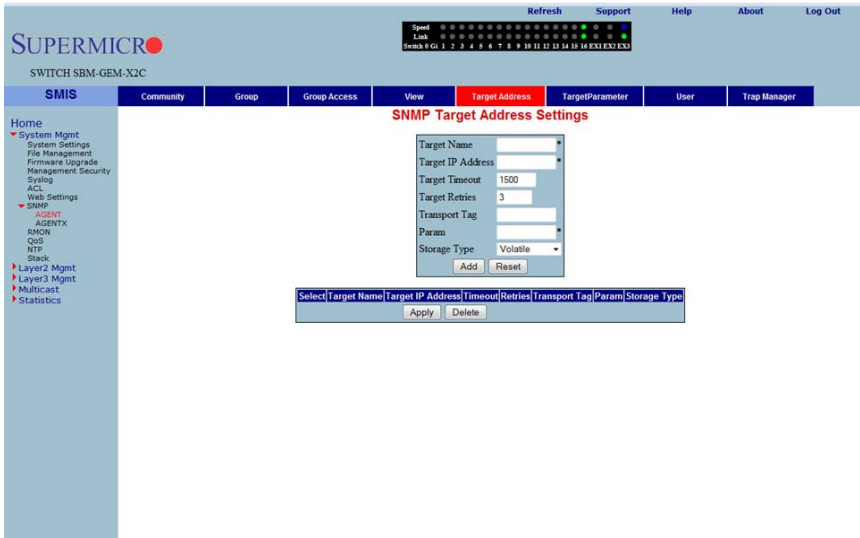 Refresh Support Help About Log Out
Speed
Link
Switch 0 Gi 1 2 3 4 5 6 7 8 9 10 11 12 13 14 15 16 EX1 EX2 EX3
SUPERMICRO
SWITCH SBM-GEM-X2C
SMIS
Community Group Group Access View Target Address TargetParameter User Trap Manager
Home
System Mgmt
System Settings
File Management
Firmware Upgrade
Management Security
Syslog
ACL
Web Settings
SNMP
AGENT
AGENTX
RMON
QoS
NTP
Stack
Layer2 Mgmt
Layer3 Mgmt
Multicast
Statistics
SNMP Target Address Settings
Target Name *
Target IP Address *
Target Timeout 1500
Target Retries 3
Transport Tag
Param *
Storage Type Volatile
Add Reset
Select Target Name Target IP Address Timeout Retries Transport Tag Param Storage Type
Apply Delete